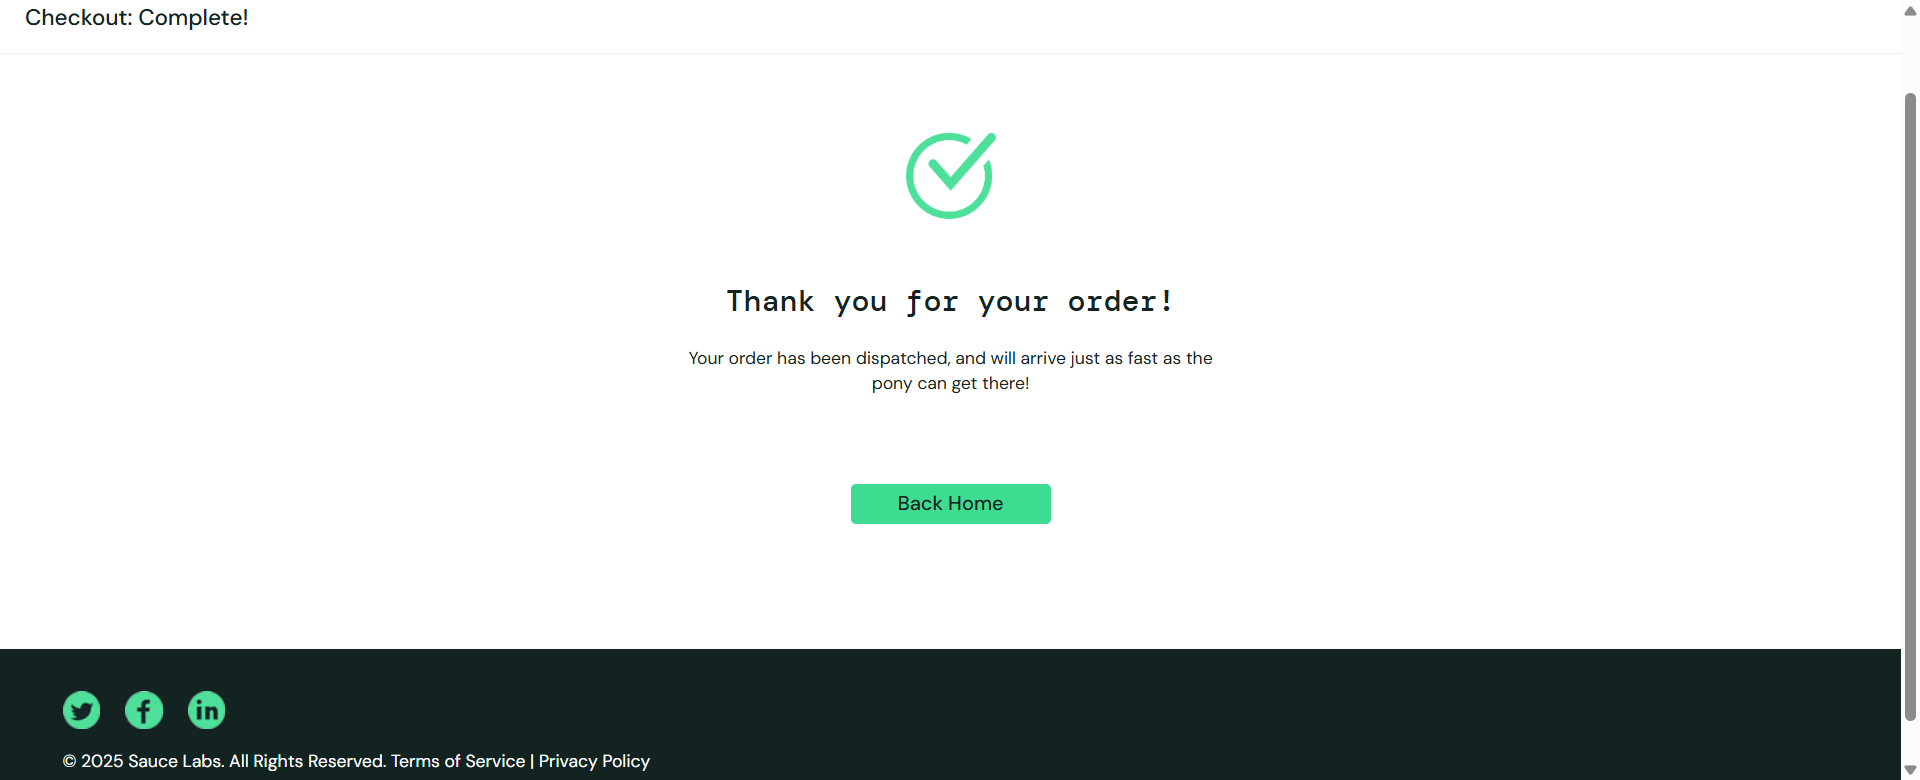 Checkout: Complete!
Thank you for your order!
Your order has been dispatched, and will arrive just as fast as the
pony can get there!
Back Home
© 2025 Sauce Labs. All Rights Reserved. Terms of Service | Privacy Policy